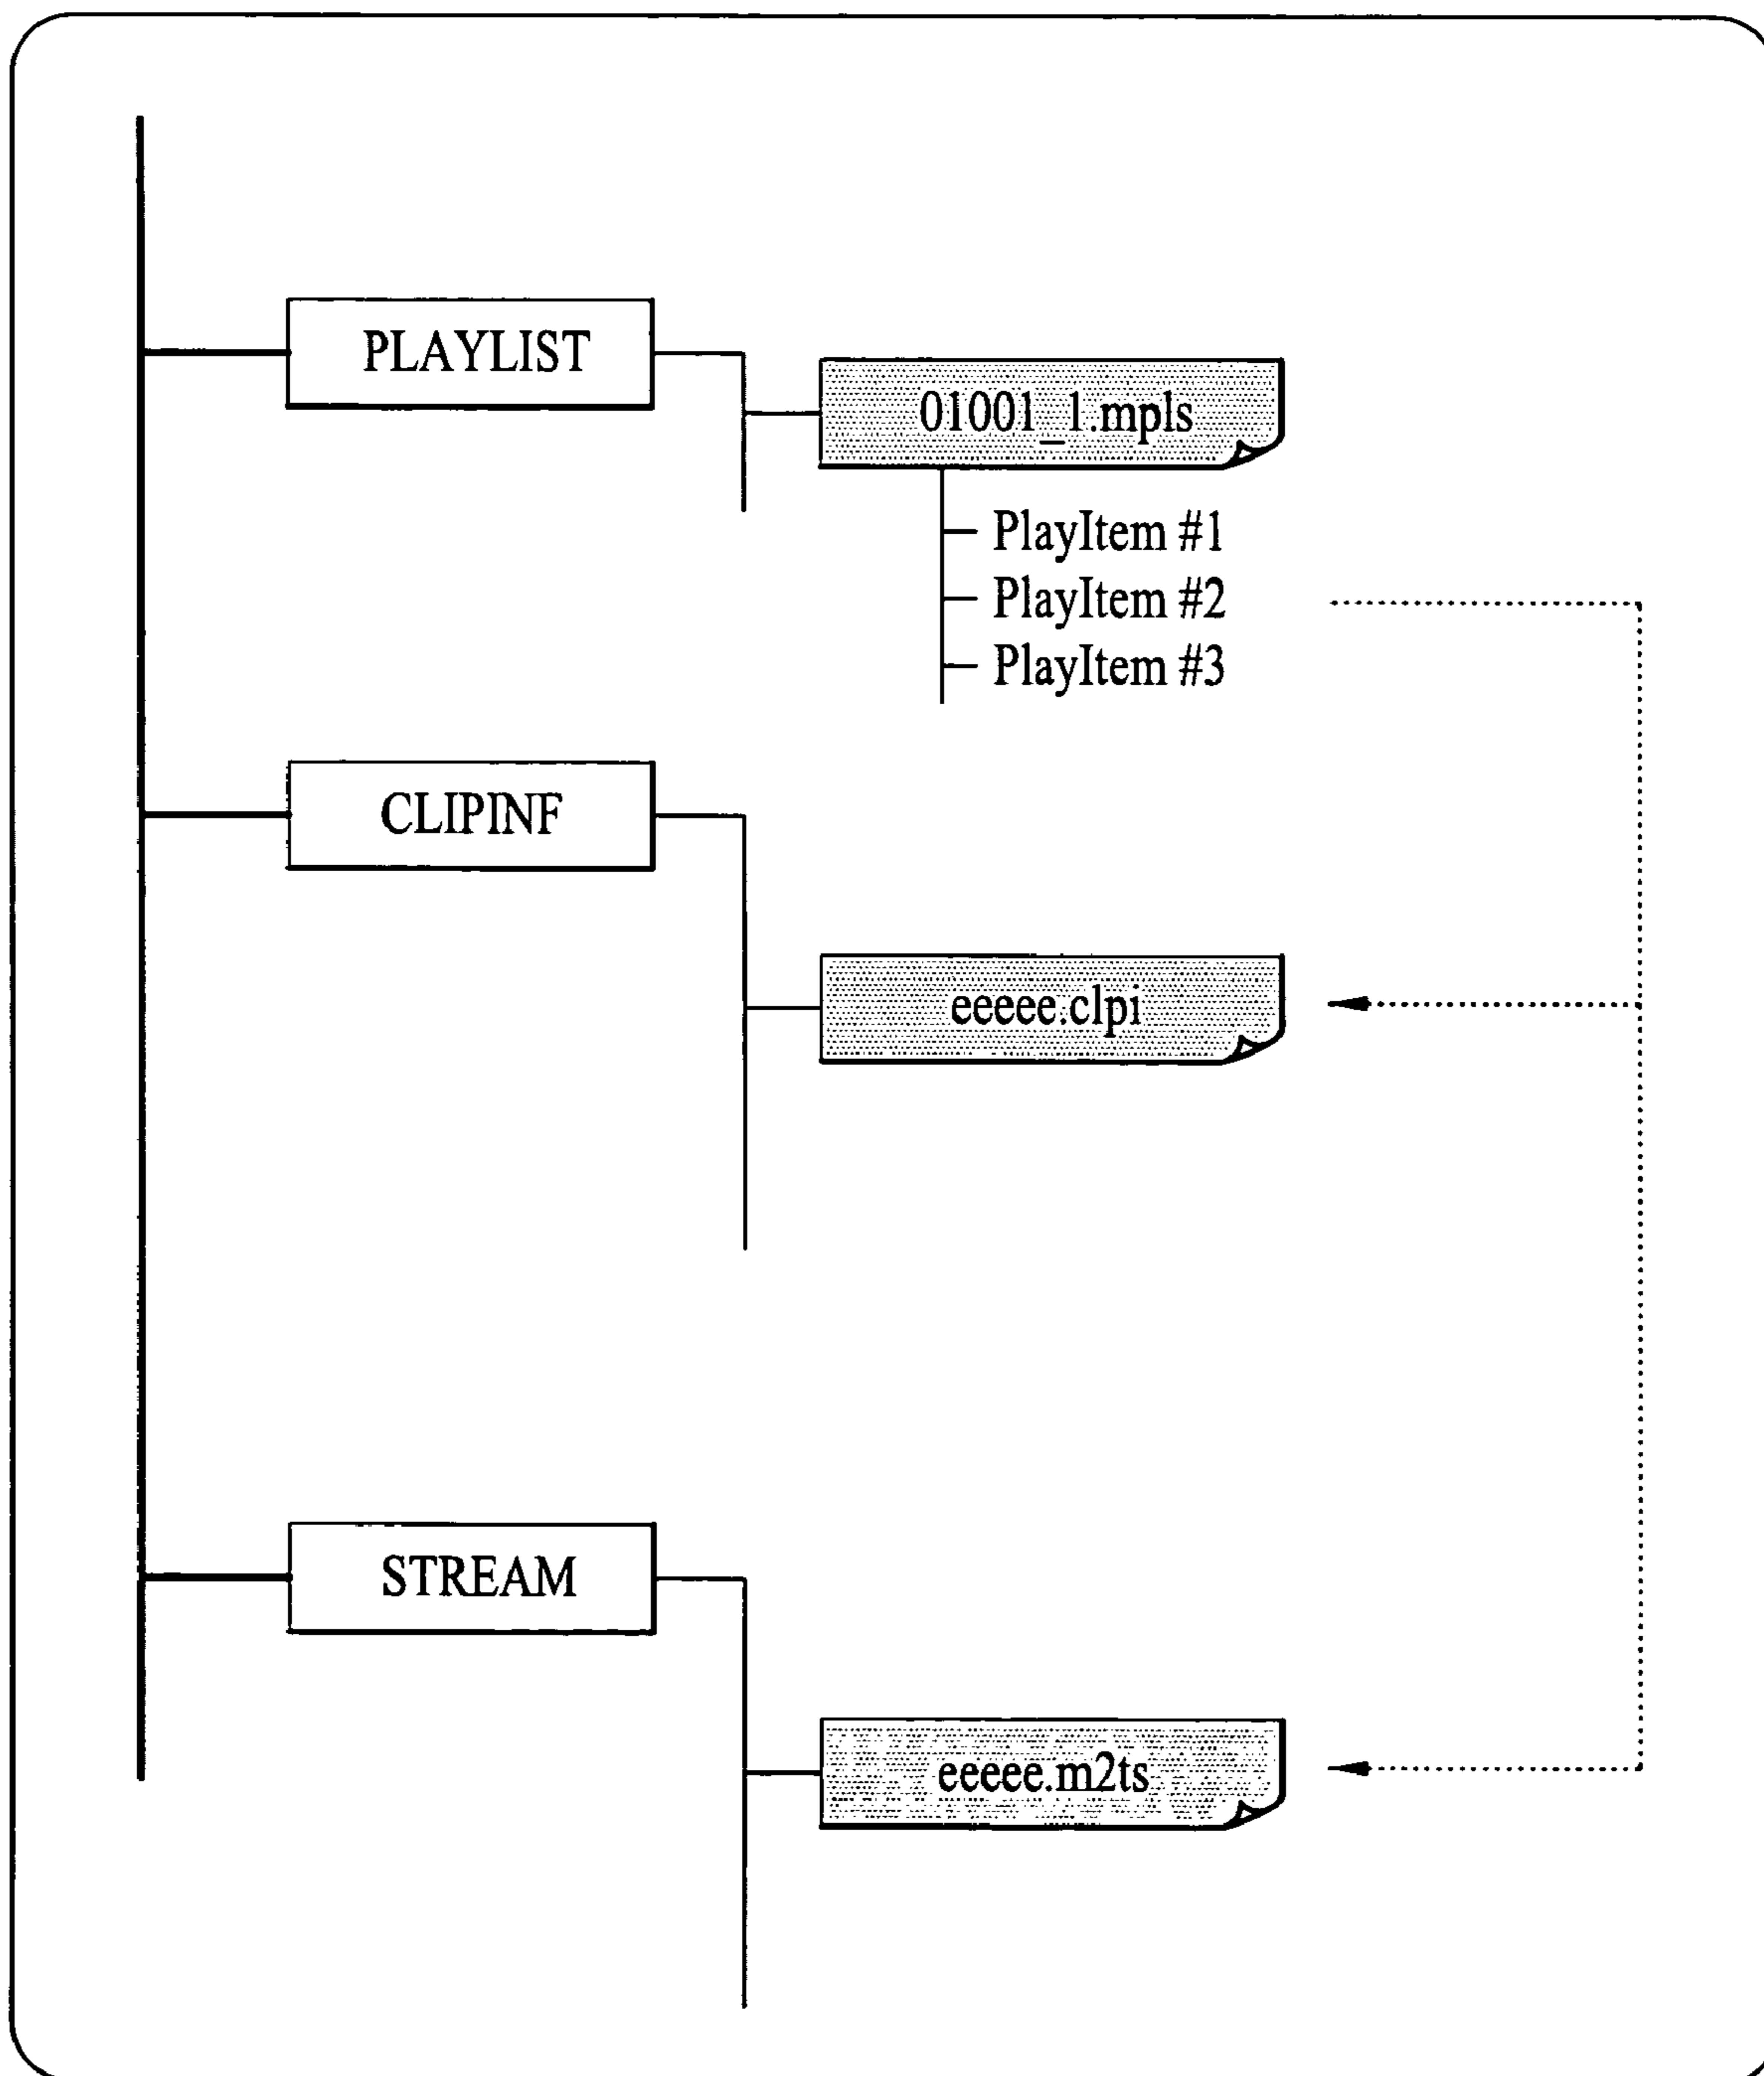 PLAYLIST
01001_1.mpls
PlayItem #1
PlayItem #2
PlayItem #3
CLIPINF
eeeee.clpi
STREAM
eeeee.m2ts